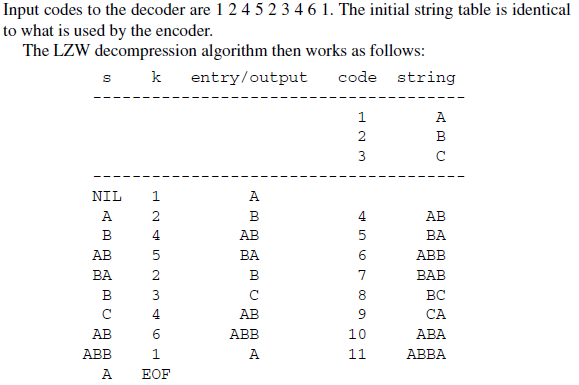 Input codes to the decoder are 1 2 4 5 2 3 4 6 1. The initial string table is identical
to what is used by the encoder.
The LZW decompression algorithm then works as follows:
s k entry/output code string
--------------------------------------------
1 A
2 B
3 C
--------------------------------------------
NIL 1 A
A 2 B 4 AB
B 4 AB 5 BA
AB 5 BA 6 ABB
BA 2 B 7 BAB
B 3 C 8 BC
C 4 AB 9 CA
AB 6 ABB 10 ABA
ABB 1 A 11 ABBA
A EOF